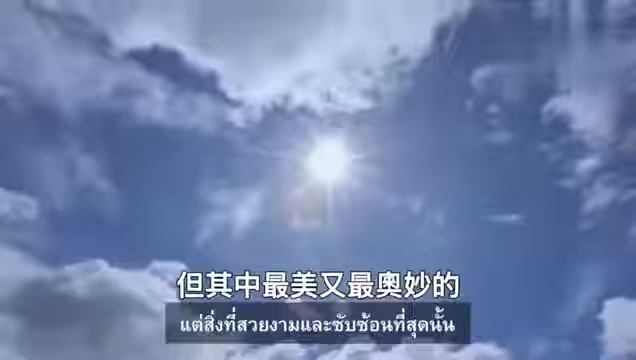 但其中最美又最奧妙的
แต่สิ่งที่สวยงามและซับซ้อนที่สุดนั้น